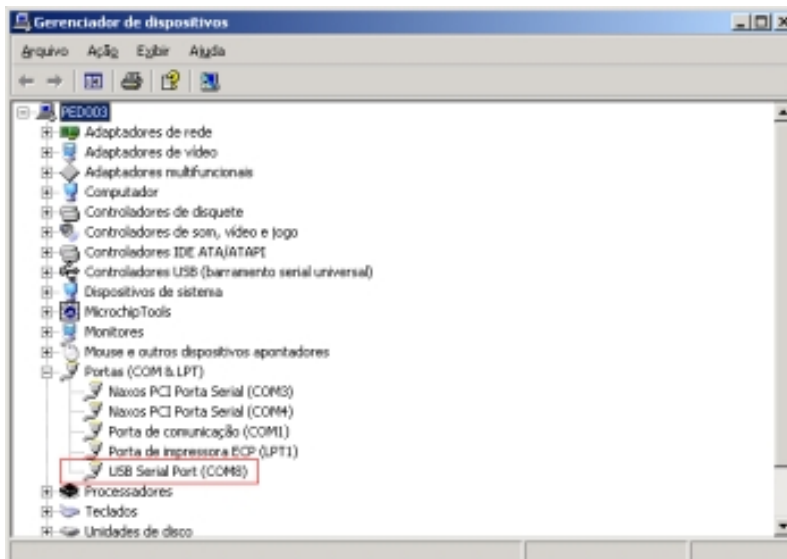 Gerenciador de dispositivos
Arquivo Ação Exibir Ajuda
PED003
Adaptadores de rede
Adaptadores de vídeo
Adaptadores multifuncionais
Computador
Controladores de disquete
Controladores de som, vídeo e jogo
Controladores IDE ATA/ATAPI
Controladores USB (barramento serial universal)
Dispositivos de sistema
MicrochipTools
Monitores
Mouse e outros dispositivos apontadores
Portas (COM & LPT)
Naxos PCI Porta Serial (COM3)
Naxos PCI Porta Serial (COM4)
Porta de comunicação (COM1)
Porta de impressora ECP (LPT1)
USB Serial Port (COM8)
Processadores
Teclados
Unidades de disco